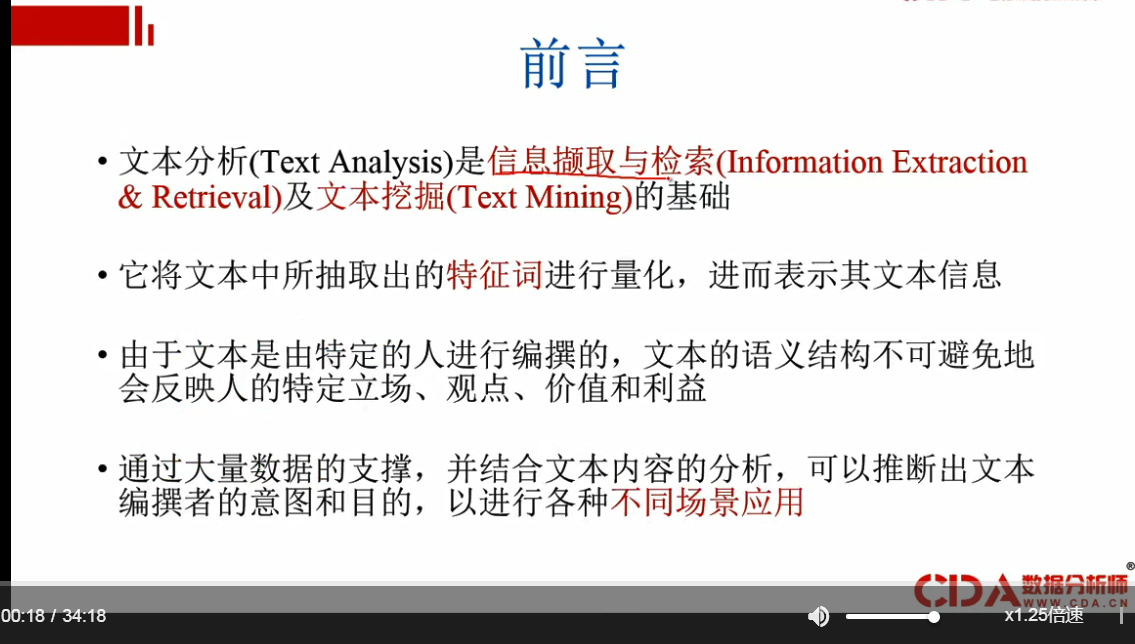 前言
• 文本分析(Text Analysis)是信息撷取与检索(Information Extraction
& Retrieval)及文本挖掘(Text Mining)的基础
• 它将文本中所抽取出的特征词进行量化，进而表示其文本信息
• 由于文本是由特定的人进行编撰的，文本的语义结构不可避免地
会反映人的特定立场、观点、价值和利益
• 通过大量数据的支撑，并结合文本内容的分析，可以推断出文本
编撰者的意图和目的，以进行各种不同场景应用
CDA 数据分析师 ®
WWW.CDA.CN
00:18 / 34:18
x1.25倍速